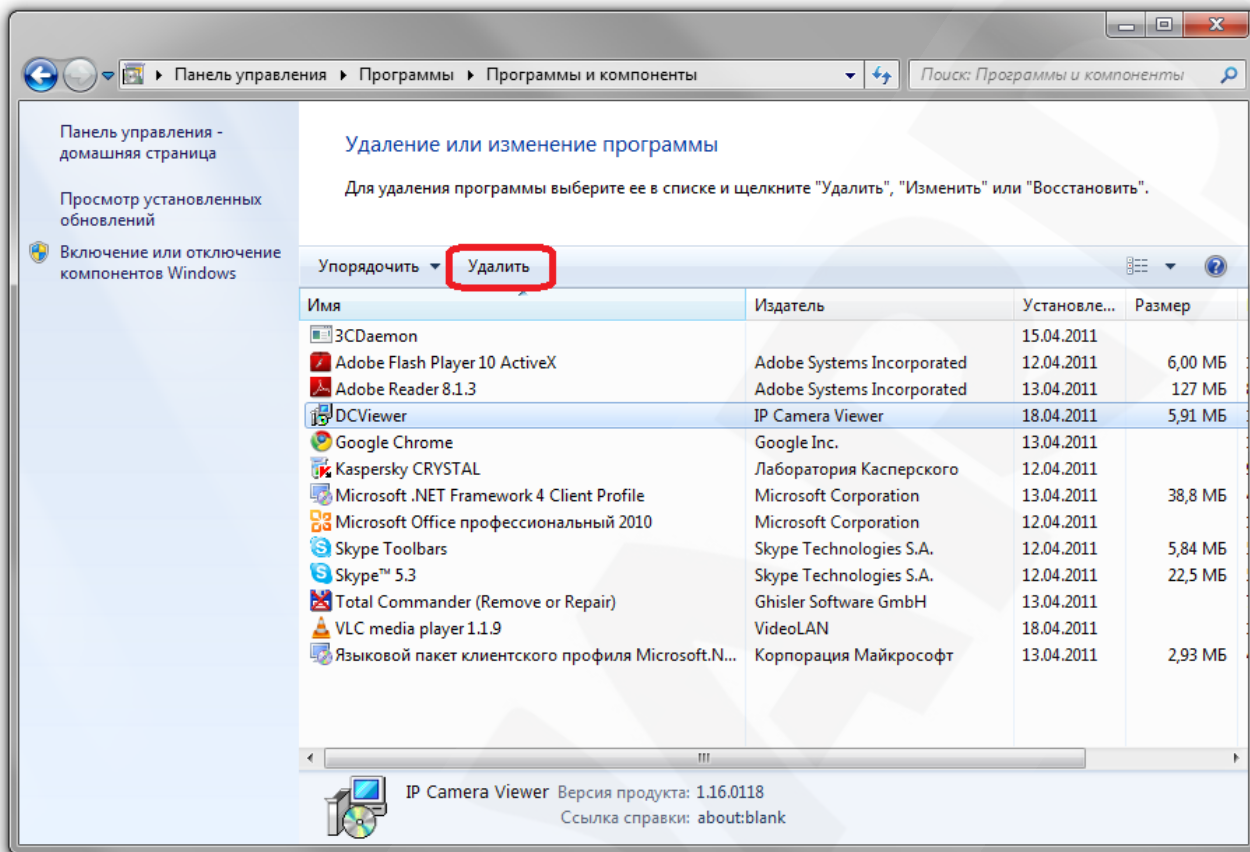 Панель управления ▸ Программы ▸ Программы и компоненты
Поиск: Программы и компоненты
Панель управления -
домашняя страница
Просмотр установленных
обновлений
Включение или отключение
компонентов Windows
Удаление или изменение программы
Для удаления программы выберите ее в списке и щелкните "Удалить", "Изменить" или "Восстановить".
Упорядочить Удалить
Имя Издатель Установле... Размер
3CDaemon 15.04.2011
Adobe Flash Player 10 ActiveX Adobe Systems Incorporated 12.04.2011 6,00 МБ
Adobe Reader 8.1.3 Adobe Systems Incorporated 13.04.2011 127 МБ
DCViewer IP Camera Viewer 18.04.2011 5,91 МБ
Google Chrome Google Inc. 13.04.2011
Kaspersky CRYSTAL Лаборатория Касперского 12.04.2011
Microsoft .NET Framework 4 Client Profile Microsoft Corporation 13.04.2011 38,8 МБ
Microsoft Office профессиональный 2010 Microsoft Corporation 12.04.2011
Skype Toolbars Skype Technologies S.A. 12.04.2011 5,84 МБ
Skype™ 5.3 Skype Technologies S.A. 12.04.2011 22,5 МБ
Total Commander (Remove or Repair) Ghisler Software GmbH 13.04.2011
VLC media player 1.1.9 VideoLAN 18.04.2011
Языковой пакет клиентского профиля Microsoft.N... Корпорация Майкрософт 13.04.2011 2,93 МБ
IP Camera Viewer Версия продукта: 1.16.0118
Ссылка справки: about:blank